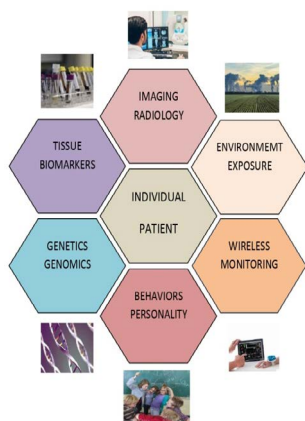 IMAGING
RADIOLOGY
TISSUE
BIOMARKERS
ENVIRONMEMT
EXPOSURE
INDIVIDUAL
PATIENT
GENETICS
GENOMICS
WIRELESS
MONITORING
BEHAVIORS
PERSONALITY